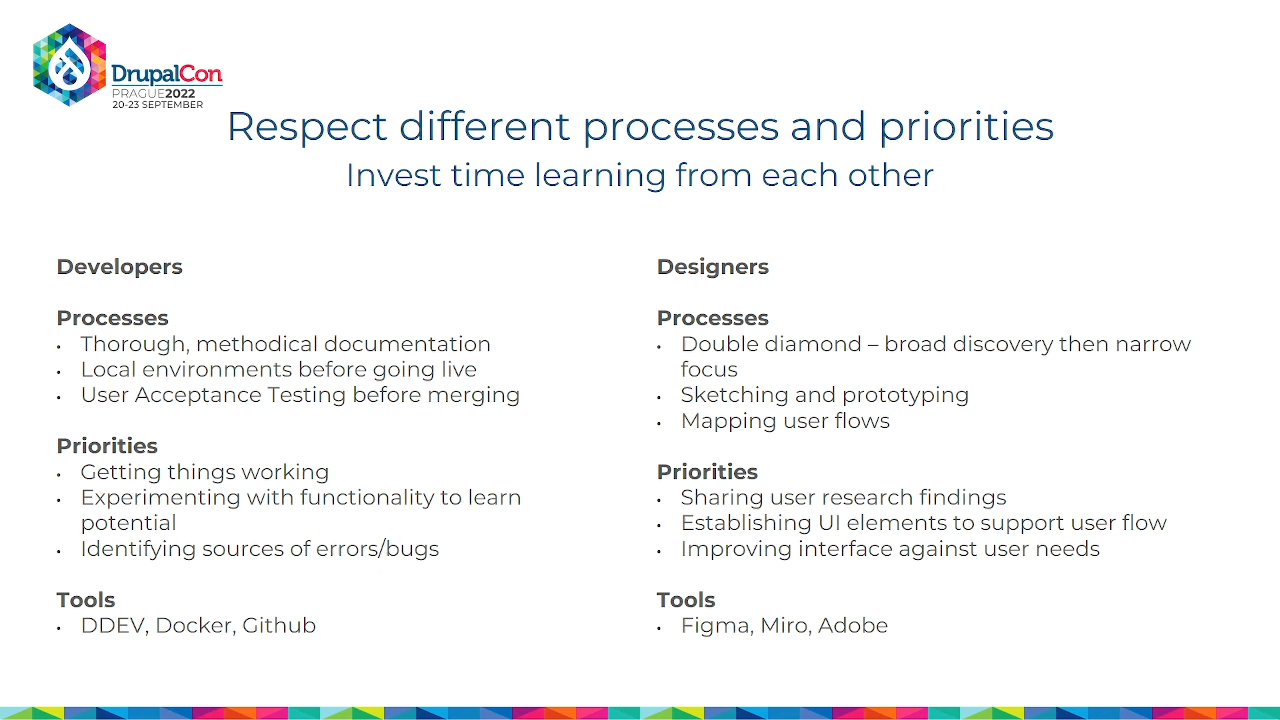 DrupalCon
PRAGUE2022
20-23 SEPTEMBER
Respect different processes and priorities
Invest time learning from each other
Developers
Processes
• Thorough, methodical documentation
• Local environments before going live
• User Acceptance Testing before merging
Priorities
• Getting things working
• Experimenting with functionality to learn
potential
• Identifying sources of errors/bugs
Tools
• DDEV, Docker, Github
Designers
Processes
• Double diamond – broad discovery then narrow
focus
• Sketching and prototyping
• Mapping user flows
Priorities
• Sharing user research findings
• Establishing UI elements to support user flow
• Improving interface against user needs
Tools
• Figma, Miro, Adobe